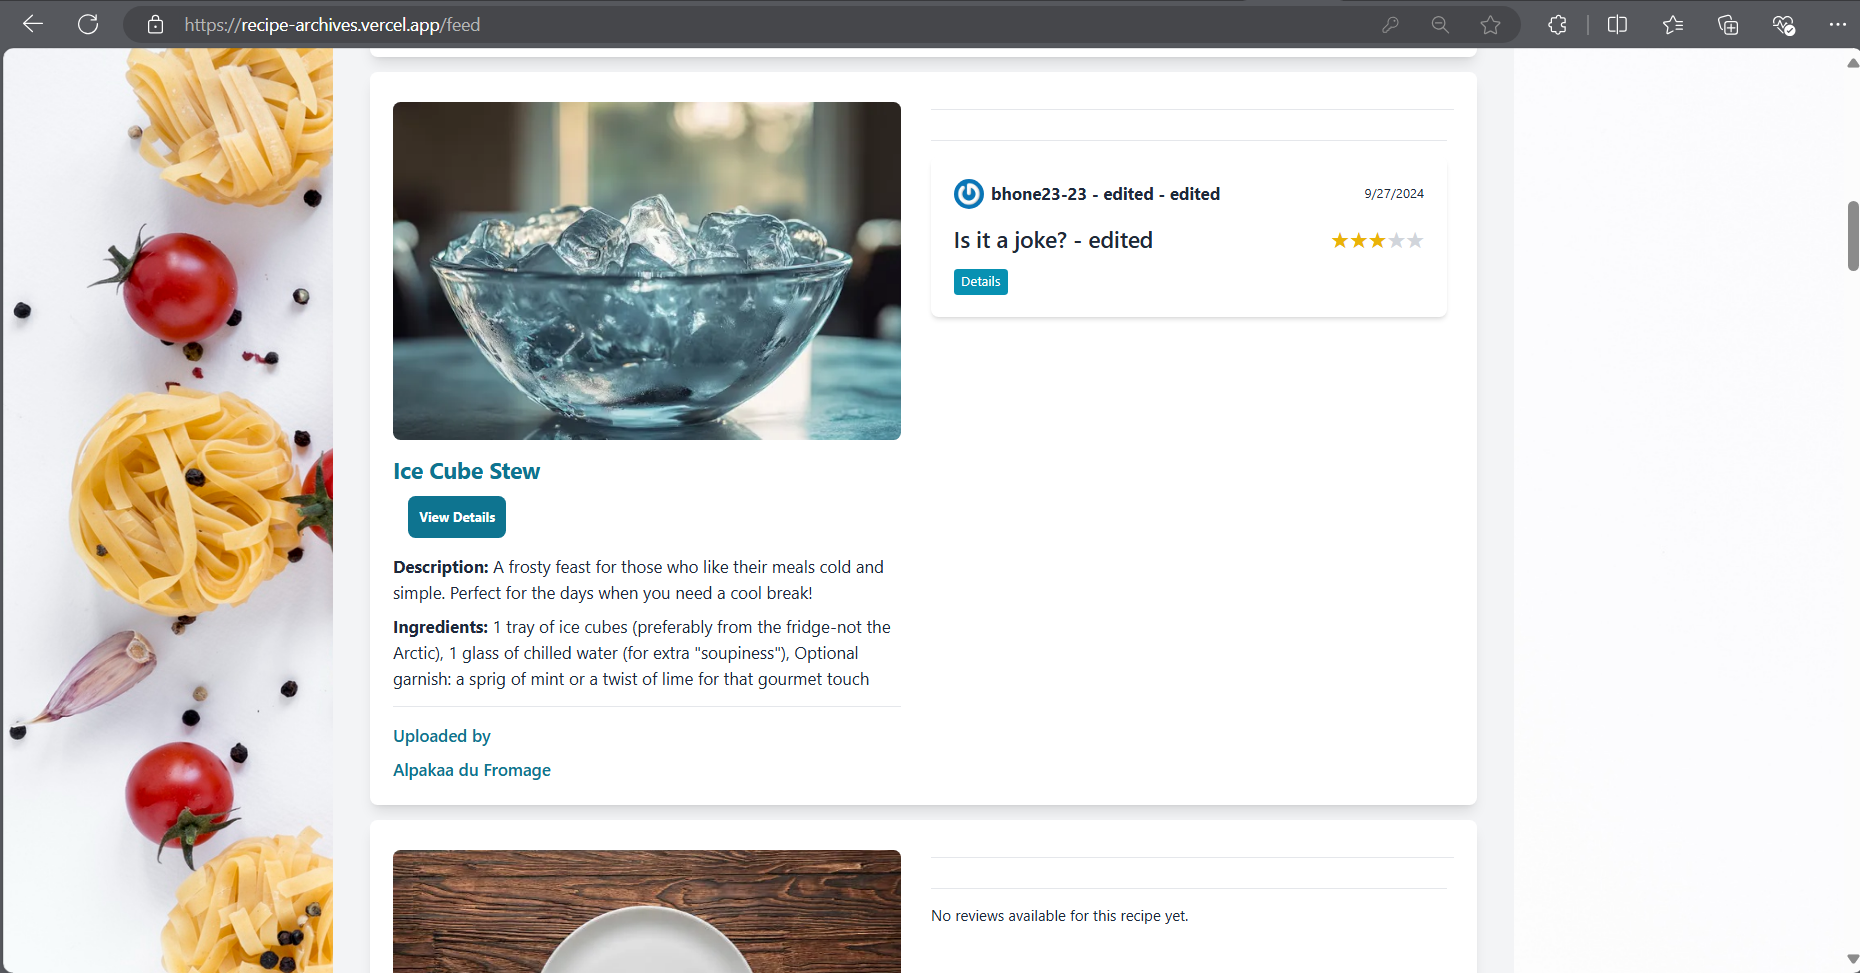 https://recipe-archives.vercel.app/feed
bhone23-23 - edited - edited
9/27/2024
Is it a joke? - edited
Details
Ice Cube Stew
View Details
Description: A frosty feast for those who like their meals cold and
simple. Perfect for the days when you need a cool break!
Ingredients: 1 tray of ice cubes (preferably from the fridge-not the
Arctic), 1 glass of chilled water (for extra "soupiness"), Optional
garnish: a sprig of mint or a twist of lime for that gourmet touch
Uploaded by
Alpakaa du Fromage
No reviews available for this recipe yet.